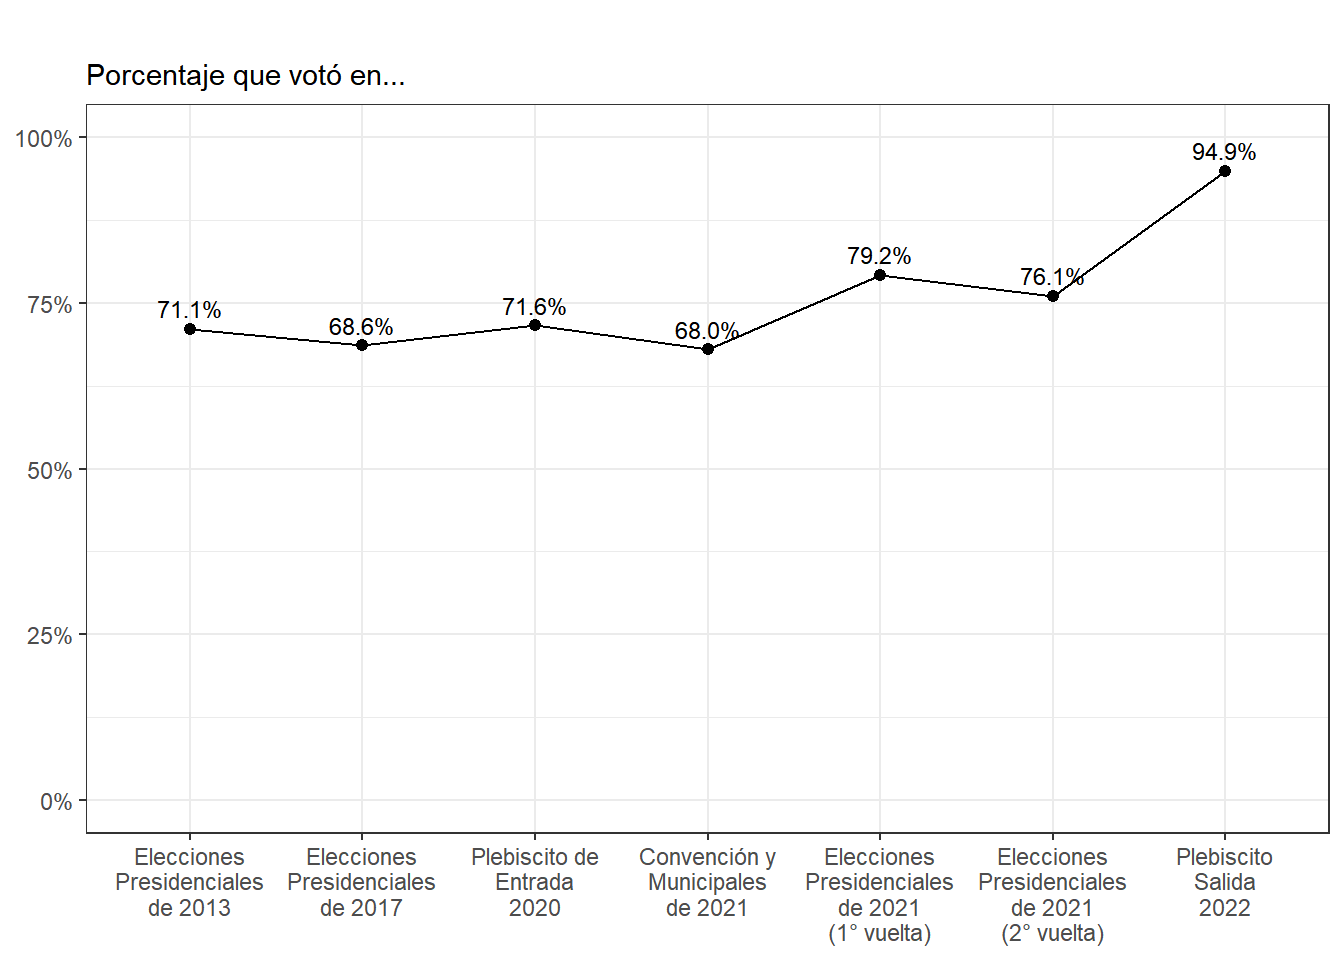 Porcentaje que votó en...
100%
75%
50%
25%
0%
71.1%
68.6%
71.6%
68.0%
79.2%
76.1%
94.9%
Elecciones
Presidenciales
de 2013
Elecciones
Presidenciales
de 2017
Plebiscito de
Entrada
2020
Convención y
Municipales
de 2021
Elecciones
Presidenciales
de 2021
(1° vuelta)
Elecciones
Presidenciales
de 2021
(2° vuelta)
Plebiscito
Salida
2022